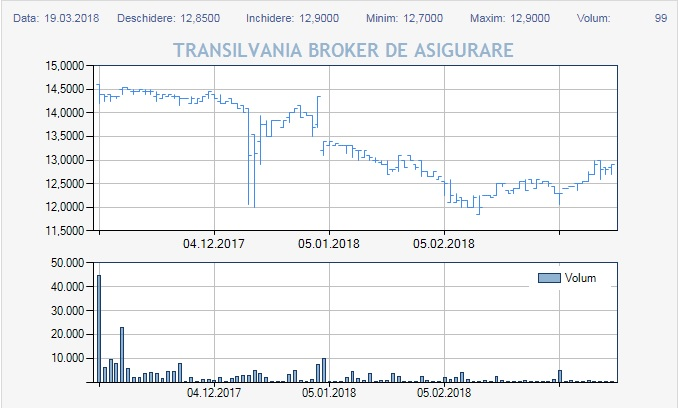 Data: 19.03.2018 Deschidere: 12,8500 Inchidere: 12,9000 Minim: 12,7000 Maxim: 12,9000 Volum: 99
TRANSILVANIA BROKER DE ASIGURARE
15,0000
14,5000
14,0000
13,5000
13,0000
12,5000
12,0000
11,5000
04.12.2017 05.01.2018 05.02.2018
50.000
40.000
30.000
20.000
10.000
Volum
04.12.2017 05.01.2018 05.02.2018